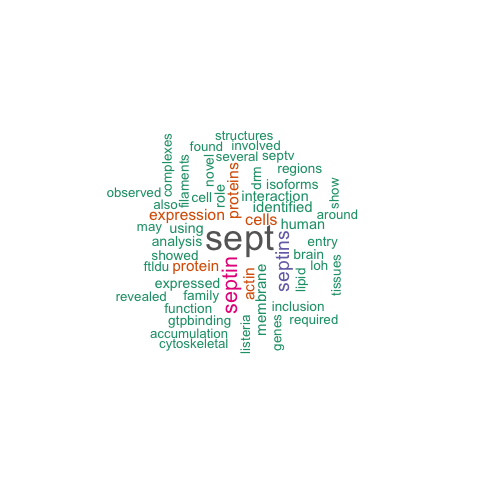 structures
found involved
several septv
complexes
filaments
novel
role
proteins
drm
regions
isoforms
show
observed
cell
interaction
also
identified
around
expression
cells
may using
human
sept
analysis
entry
showed
septins
brain
ftldu protein
loh
septin
actin
membrane
lipid
tissues
expressed
revealed family
inclusion
function
gtpbinding
listeria
genes
required
accumulation
cytoskeletal